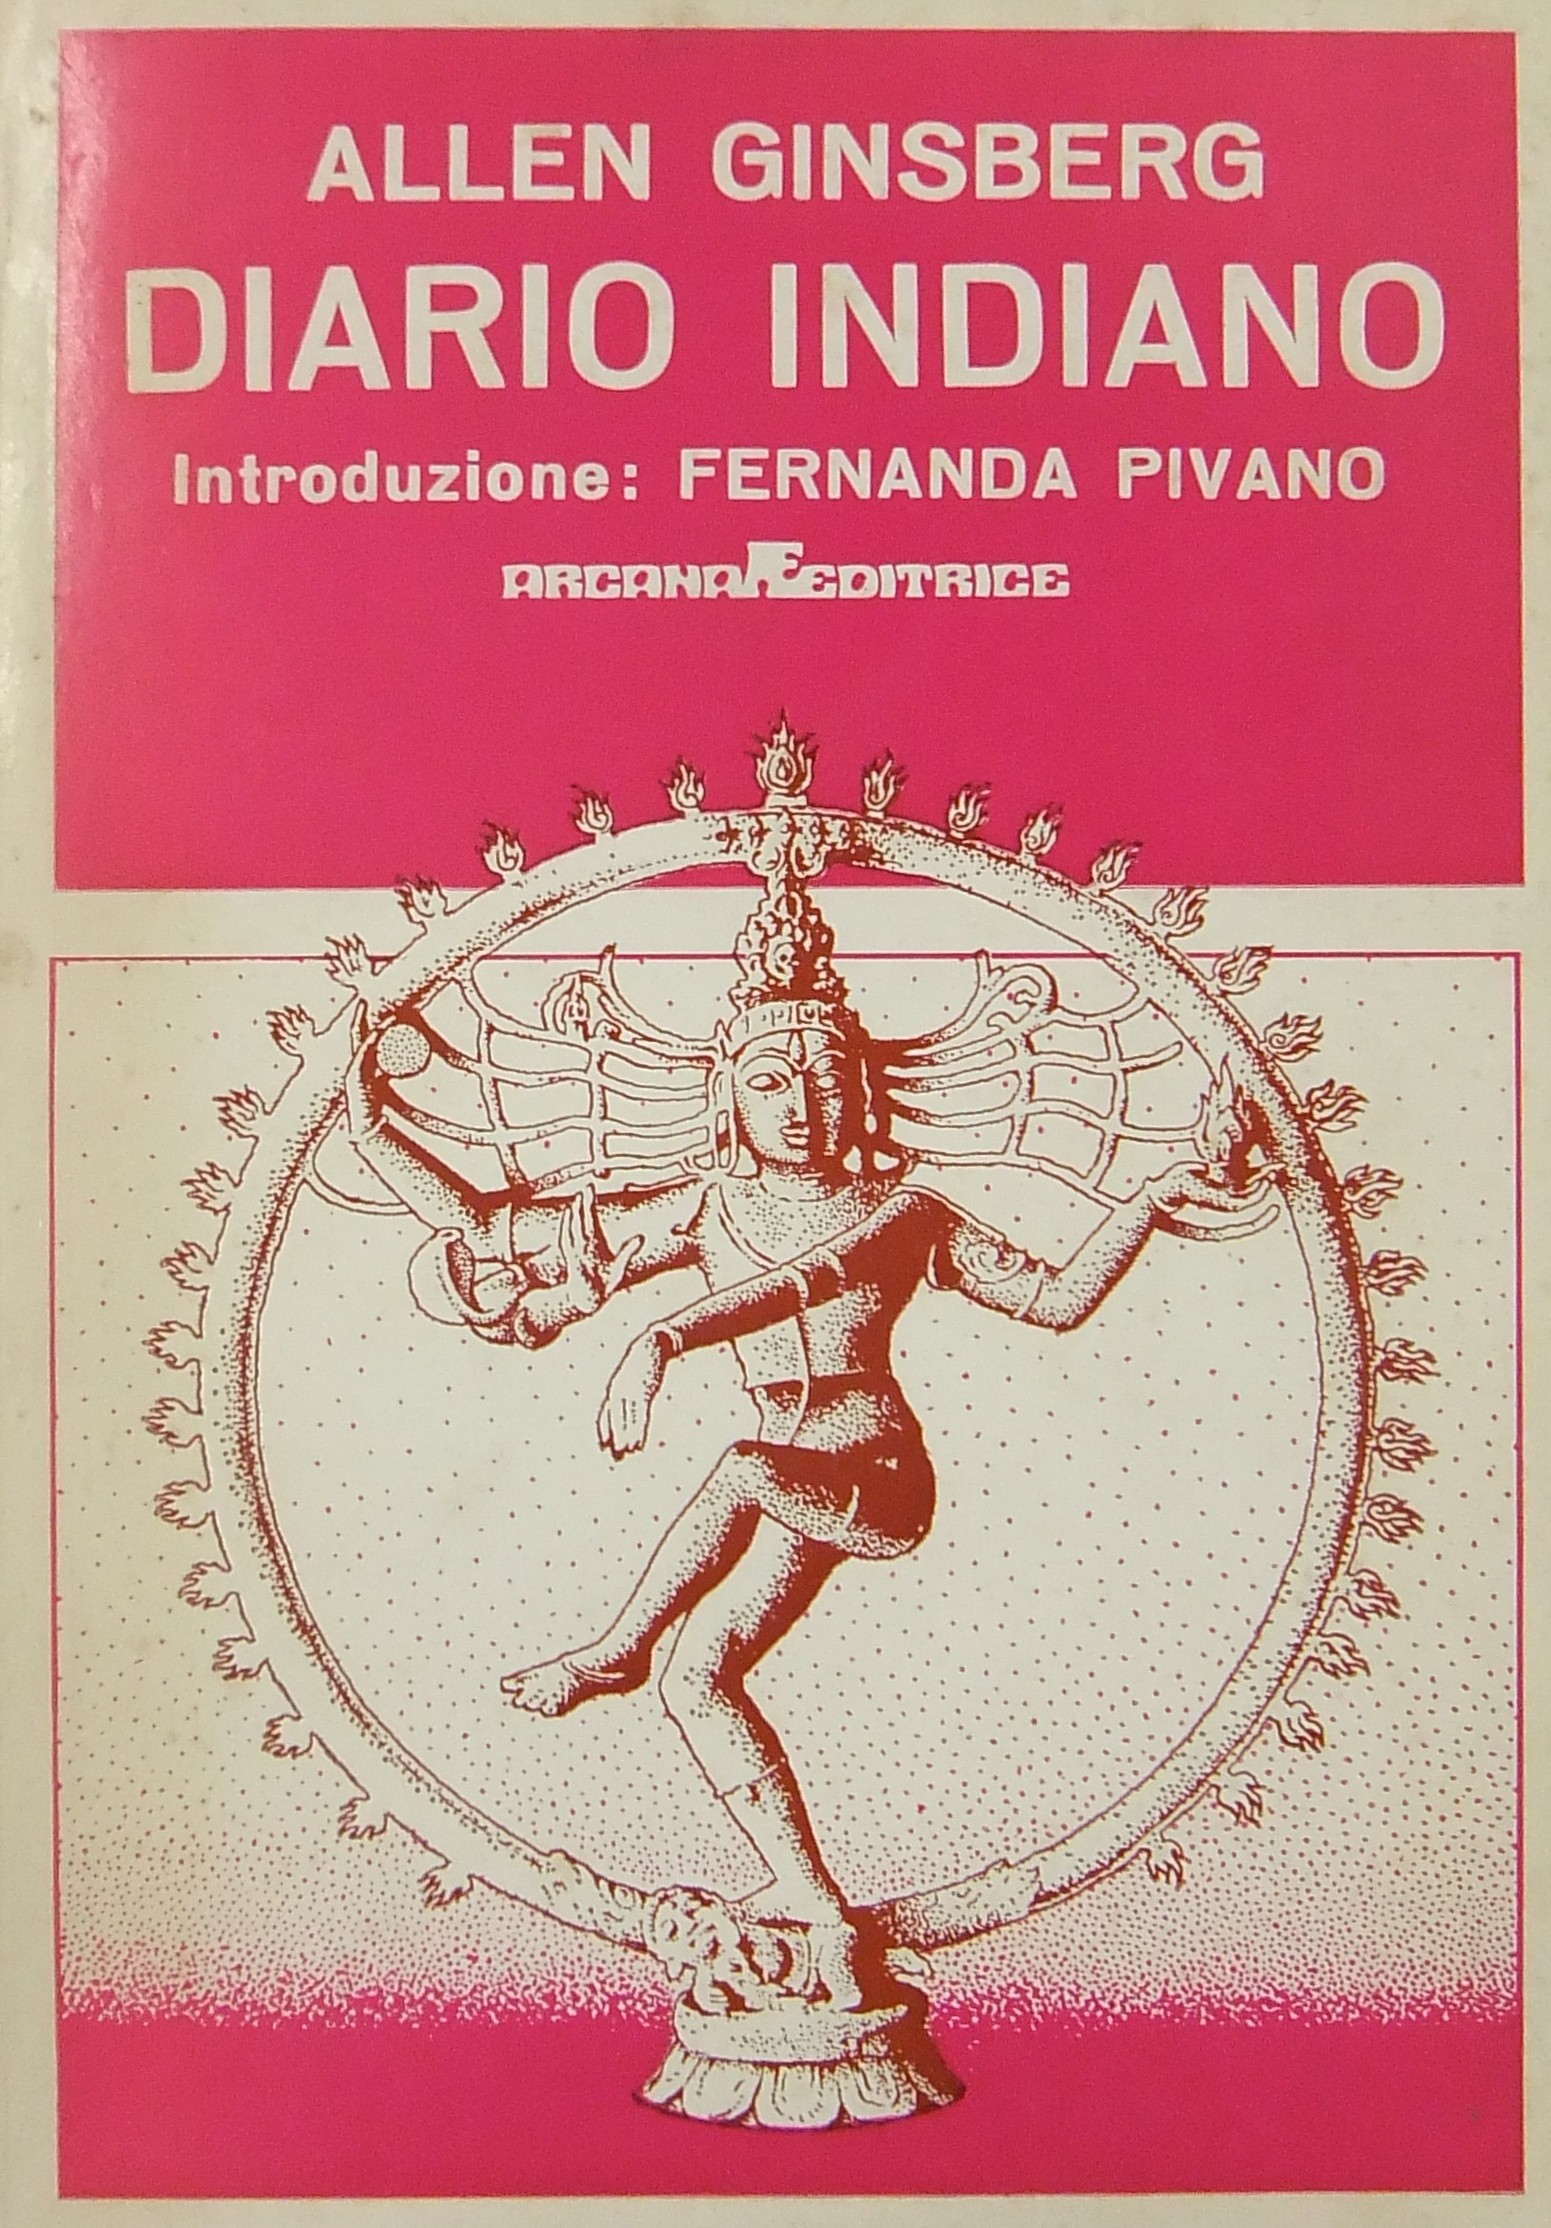 ALLEN GINSBERG
DIARIO INDIANO
Introduzione: FERNANDA PIVANO
ARCANA Æ EDITRICE